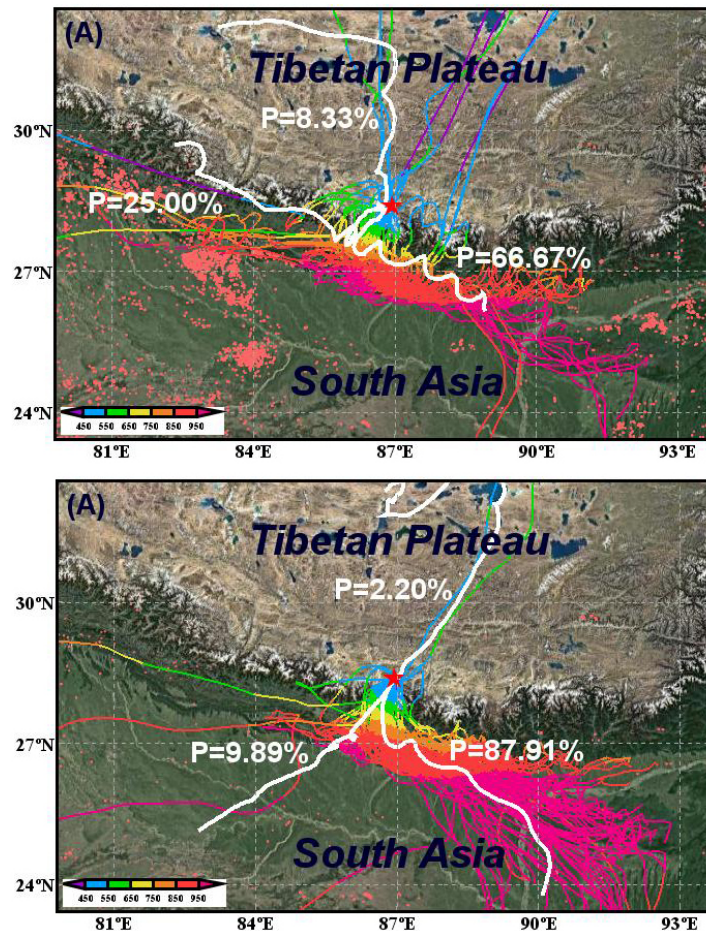 (A)
Tibetan Plateau
P=8.33%
30°N
P=25.00%
P=66.67%
27°N
South Asia
24°N
450 550 650 750 850 950
81°E 84°E 87°E 90°E 93°E
(A)
Tibetan Plateau
P=2.20%
30°N
27°N
P=9.89% P=87.91%
South Asia
24°N
450 550 650 750 850 950
81°E 84°E 87°E 90°E 93°E